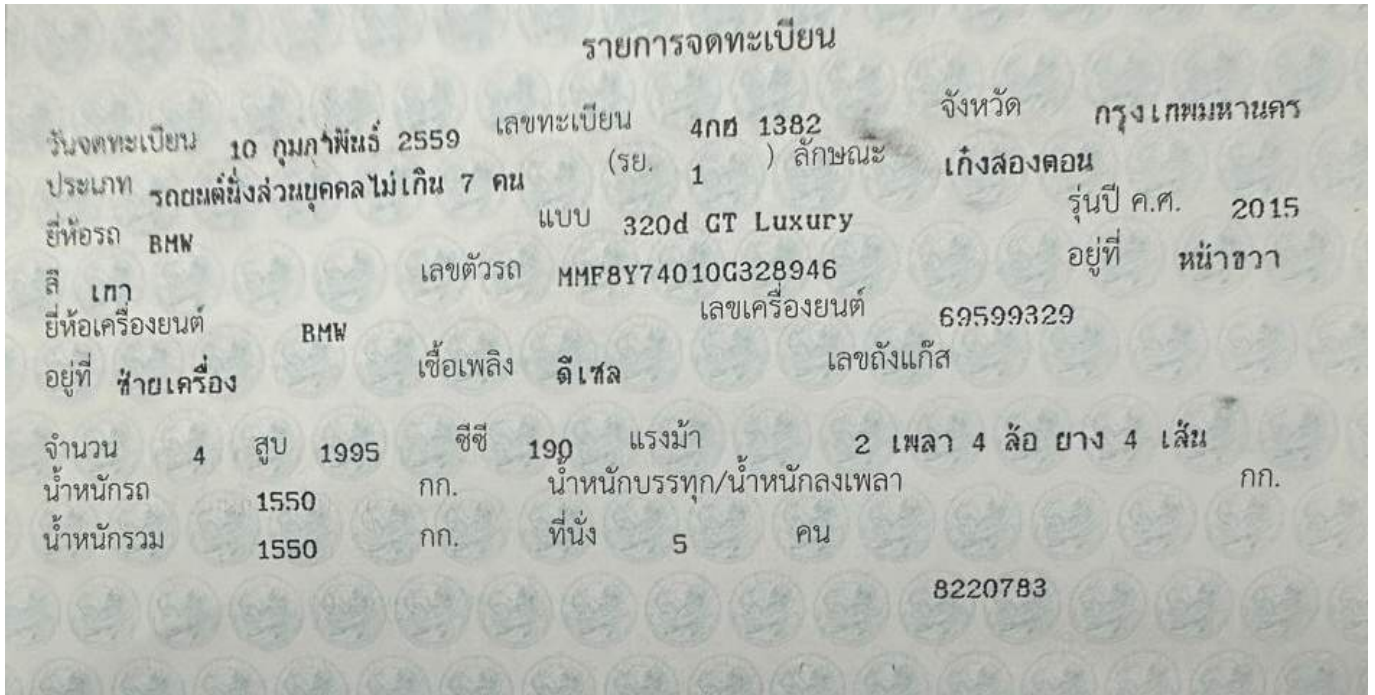 รายการจดทะเบียน
วันจดทะเบียน 10 กุมภาพันธ์ 2559 เลขทะเบียน 4กฮ 1382 จังหวัด กรุงเทพมหานคร
ประเภท รถยนต์นั่งส่วนบุคคลไม่เกิน 7 คน (รย. 1 ) ลักษณะ เก๋งสองตอน
ยี่ห้อรถ BMW แบบ 320d GT Luxury รุ่นปี ค.ศ. 2015
สี เทา เลขตัวรถ MMF8Y74010G328946 อยู่ที่ หน้าขวา
ยี่ห้อเครื่องยนต์ BMW เลขเครื่องยนต์ 69599329
อยู่ที่ ซ้ายเครื่อง เชื้อเพลิง ดีเซล เลขถังแก๊ส
จำนวน 4 สูบ 1995 ซีซี 190 แรงม้า 2 เพลา 4 ล้อ ยาง 4 เส้น
น้ำหนักรถ 1550 กก. น้ำหนักบรรทุก/น้ำหนักลงเพลา กก.
น้ำหนักรวม 1550 กก. ที่นั่ง 5 คน
8220783